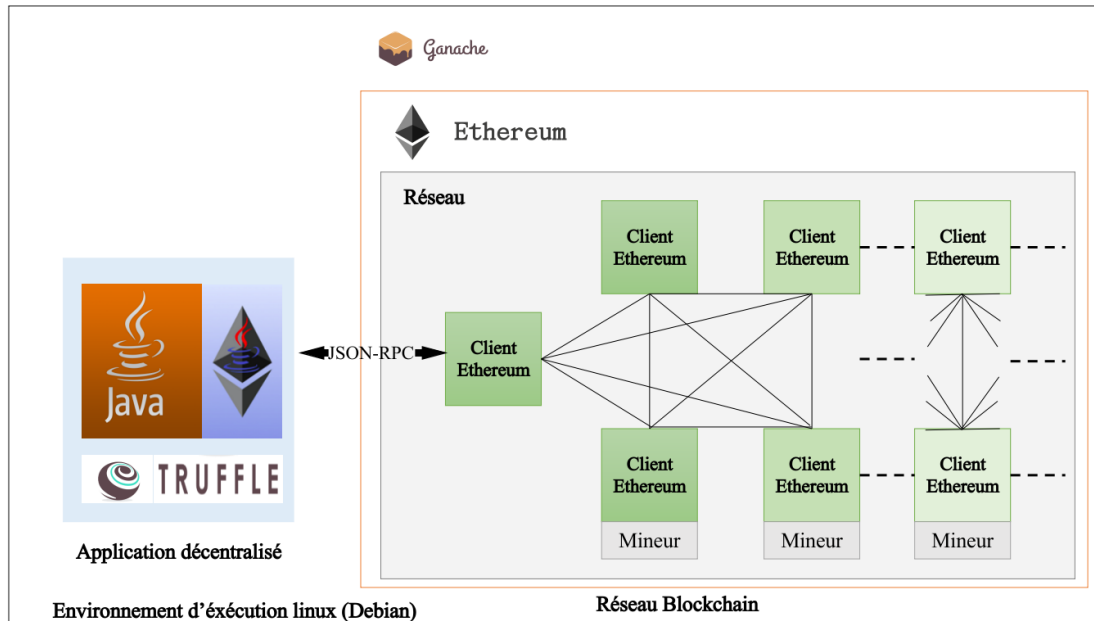 Ganache
Ethereum
Réseau
Client
Ethereum
Client
Ethereum
Client
Ethereum
Java
JSON-RPC
Client
Ethereum
TRUFFLE
Client
Ethereum
Client
Ethereum
Client
Ethereum
Mineur
Mineur
Mineur
Application décentralisé
Environnement d’éxécution linux (Debian)
Réseau Blockchain